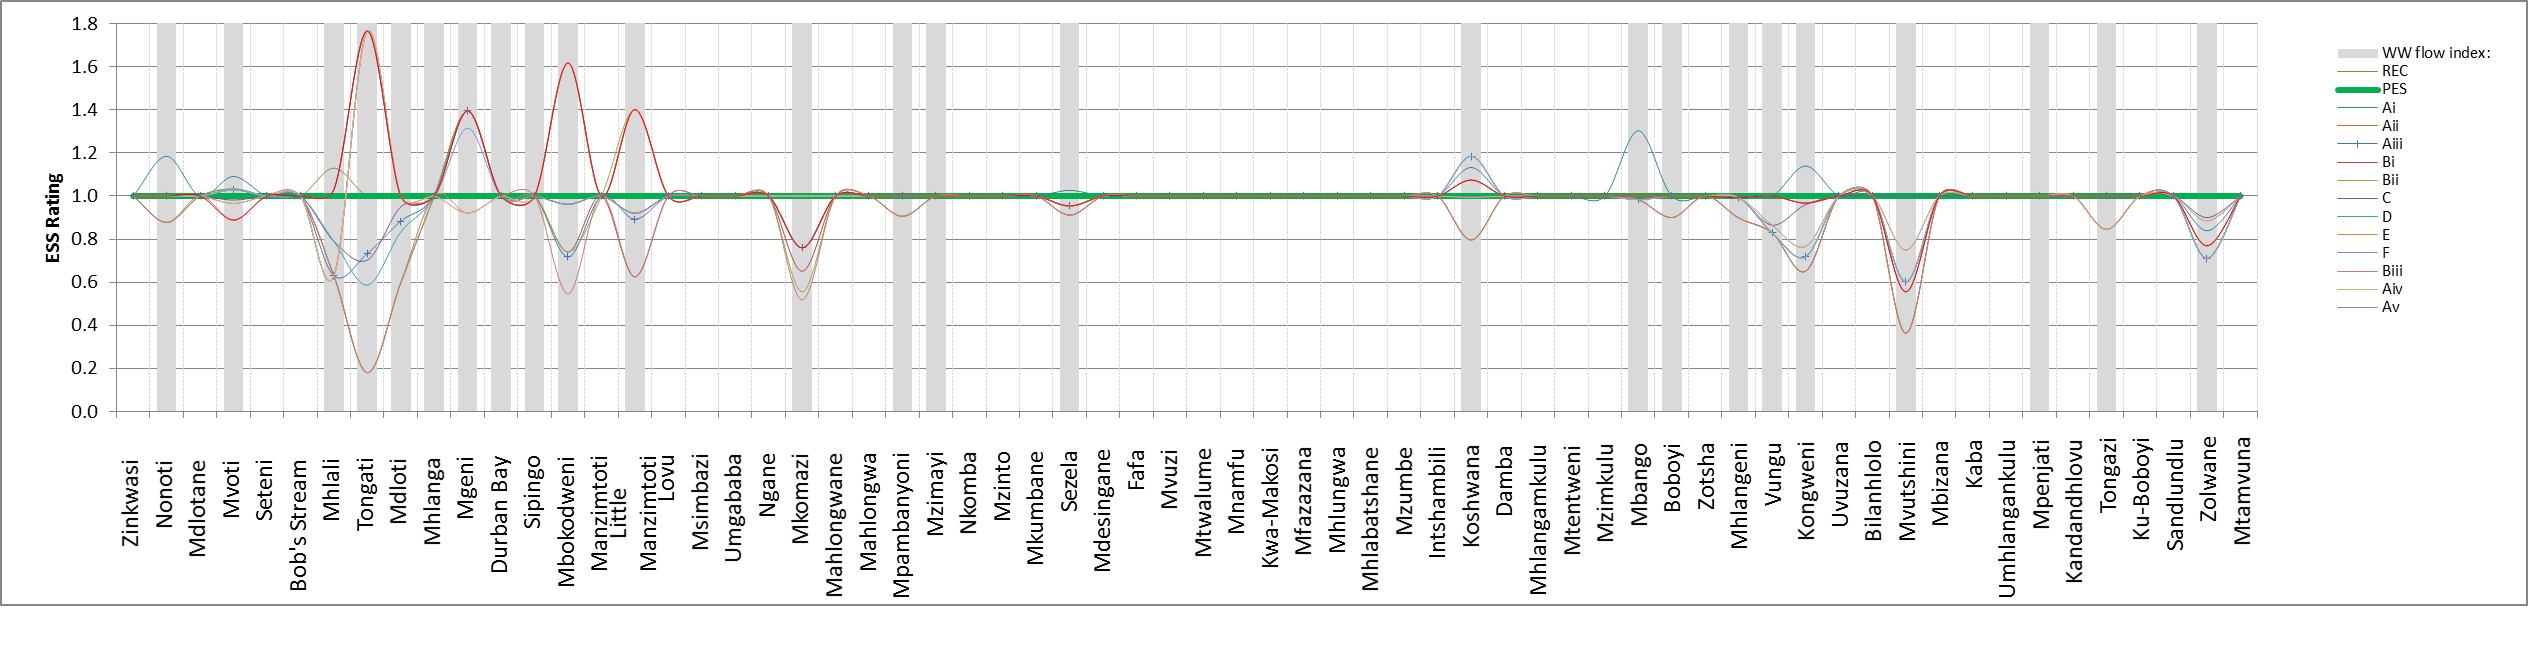 1.8
1.6
1.4
1.2
1.0
0.8
0.6
0.4
0.2
0.0
ESS Rating
Zinkwasi
Nonoti
Mdlotane
Mvoti
Seteni
Bob's Stream
Mhlali
Tongati
Mdloti
Mhlanga
Mgeni
Durban Bay
Sipingo
Mbokodweni
Manzimtoti
Little
Manzimtoti
Lovu
Msimbazi
Umgababa
Ngane
Mkomazi
Mahlongwane
Mahlongwa
Mpambanyoni
Mzimayi
Nkomba
Mzinto
Mkumbane
Sezela
Mdesingane
Fafa
Mvuzi
Mtwalume
Mnamfu
Kwa-Makosi
Mfazazana
Mhlungwa
Mhlabatshane
Mzumbe
Intshambili
Koshwana
Damba
Mhlangamkulu
Mtentweni
Mzimkulu
Mbango
Boboyi
Zotsha
Mhlangeni
Vungu
Kongweni
Uvuzana
Bilanhlolo
Mvutshini
Mbizana
Kaba
Umhlangankulu
Mpenjati
Kandandhlovu
Tongazi
Ku-Boboyi
Sandlundlu
Zolwane
Mtamvuna
WW flow index:
REC
PES
Ai
Aii
Aiii
Bi
Bii
C
D
E
F
Biii
Aiv
Av